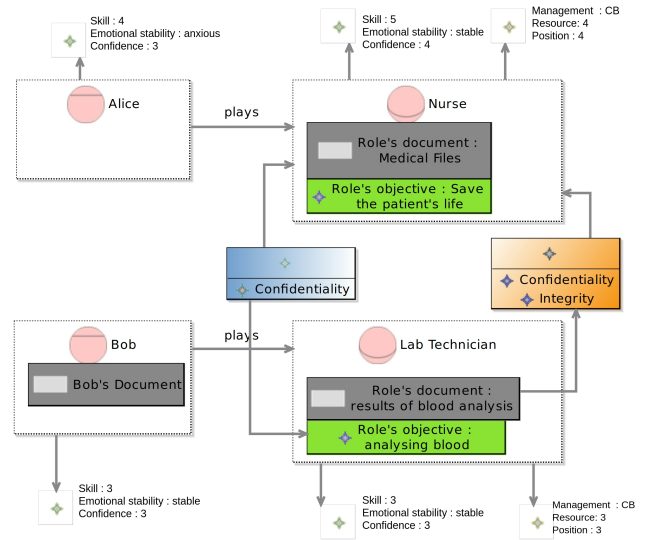 Skill : 4
Emotional stability : anxious
Confidence : 3
Skill : 5
Emotional stability : stable
Confidence : 4
Management : CB
Resource: 4
Position : 4
Alice
plays
Nurse
Role's document :
Medical Files
Role's objective : Save
the patient's life
Confidentiality
Confidentiality
Integrity
Bob
Bob's Document
plays
Lab Technician
Role's document :
results of blood analysis
Role's objective :
analysing blood
Skill : 3
Emotional stability : stable
Confidence : 3
Skill : 3
Emotional stability : stable
Confidence : 3
Management : CB
Resource: 3
Position : 3